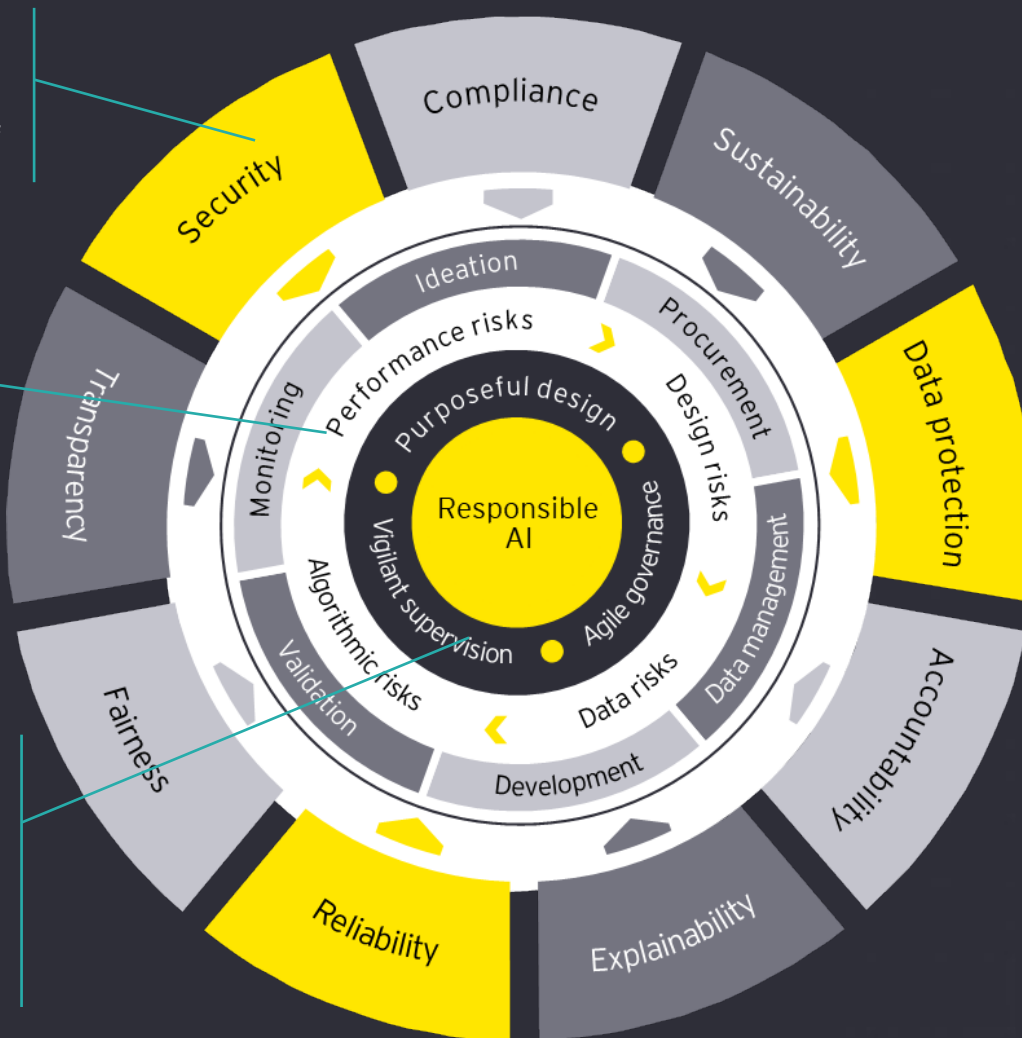 Compliance
Sustainability
Data protection
Accountability
Explainability
Reliability
Fairness
Transparency
Security
Ideation
Procurement
Data management
Development
Validation
Monitoring
Performance risks
Design risks
Data risks
Algorithmic risks
Purposeful design
Agile governance
Vigilant supervision
Responsible
AI